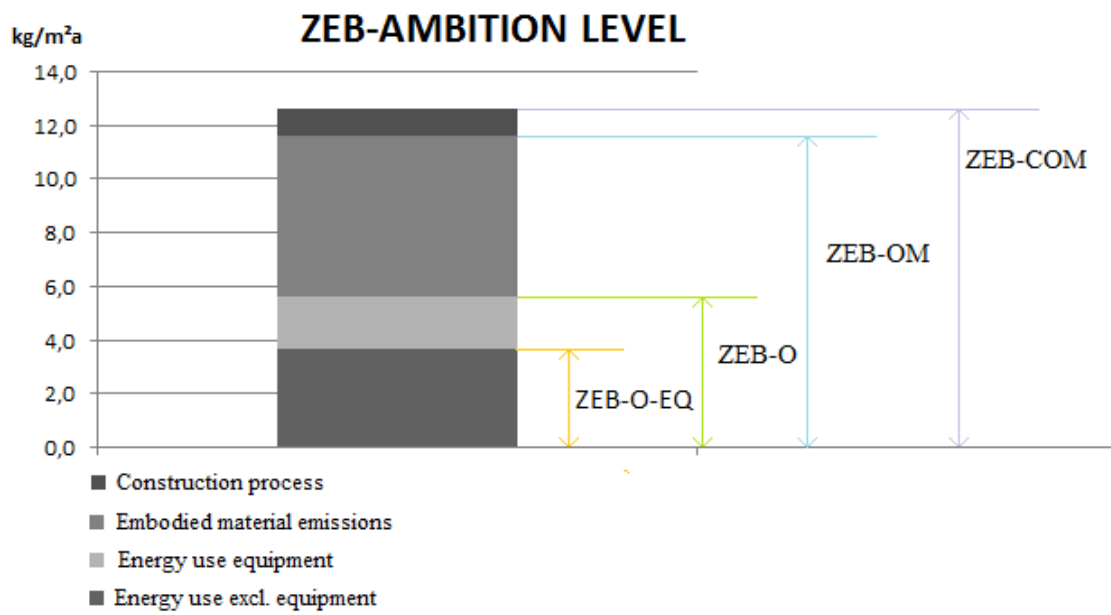 ZEB-AMBITION LEVEL
kg/m²a
14,0
12,0
10,0
8,0
6,0
4,0
2,0
0,0
ZEB-COM
ZEB-OM
ZEB-O
ZEB-O-EQ
Construction process
Embodied material emissions
Energy use equipment
Energy use excl. equipment